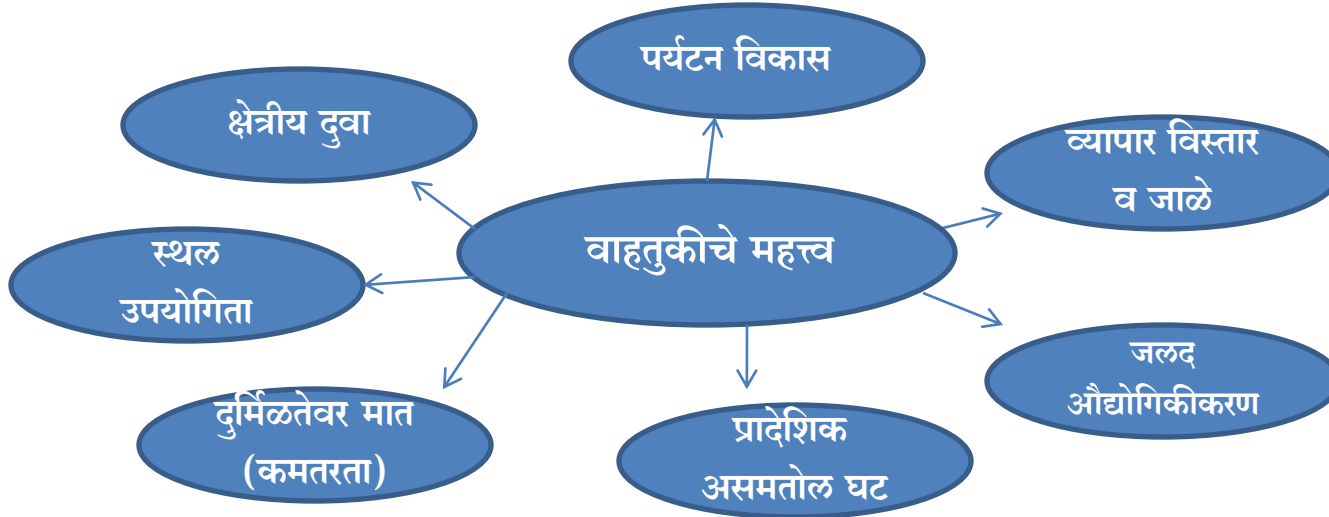 पर्यटन विकास
क्षेत्रीय दुवा
व्यापार विस्तार
व जाळे
वाहतुकीचे महत्त्व
स्थल
उपयोगिता
जलद
औद्योगिकीकरण
दुर्मिळतेवर मात
(कमतरता)
प्रादेशिक
असमतोल घट